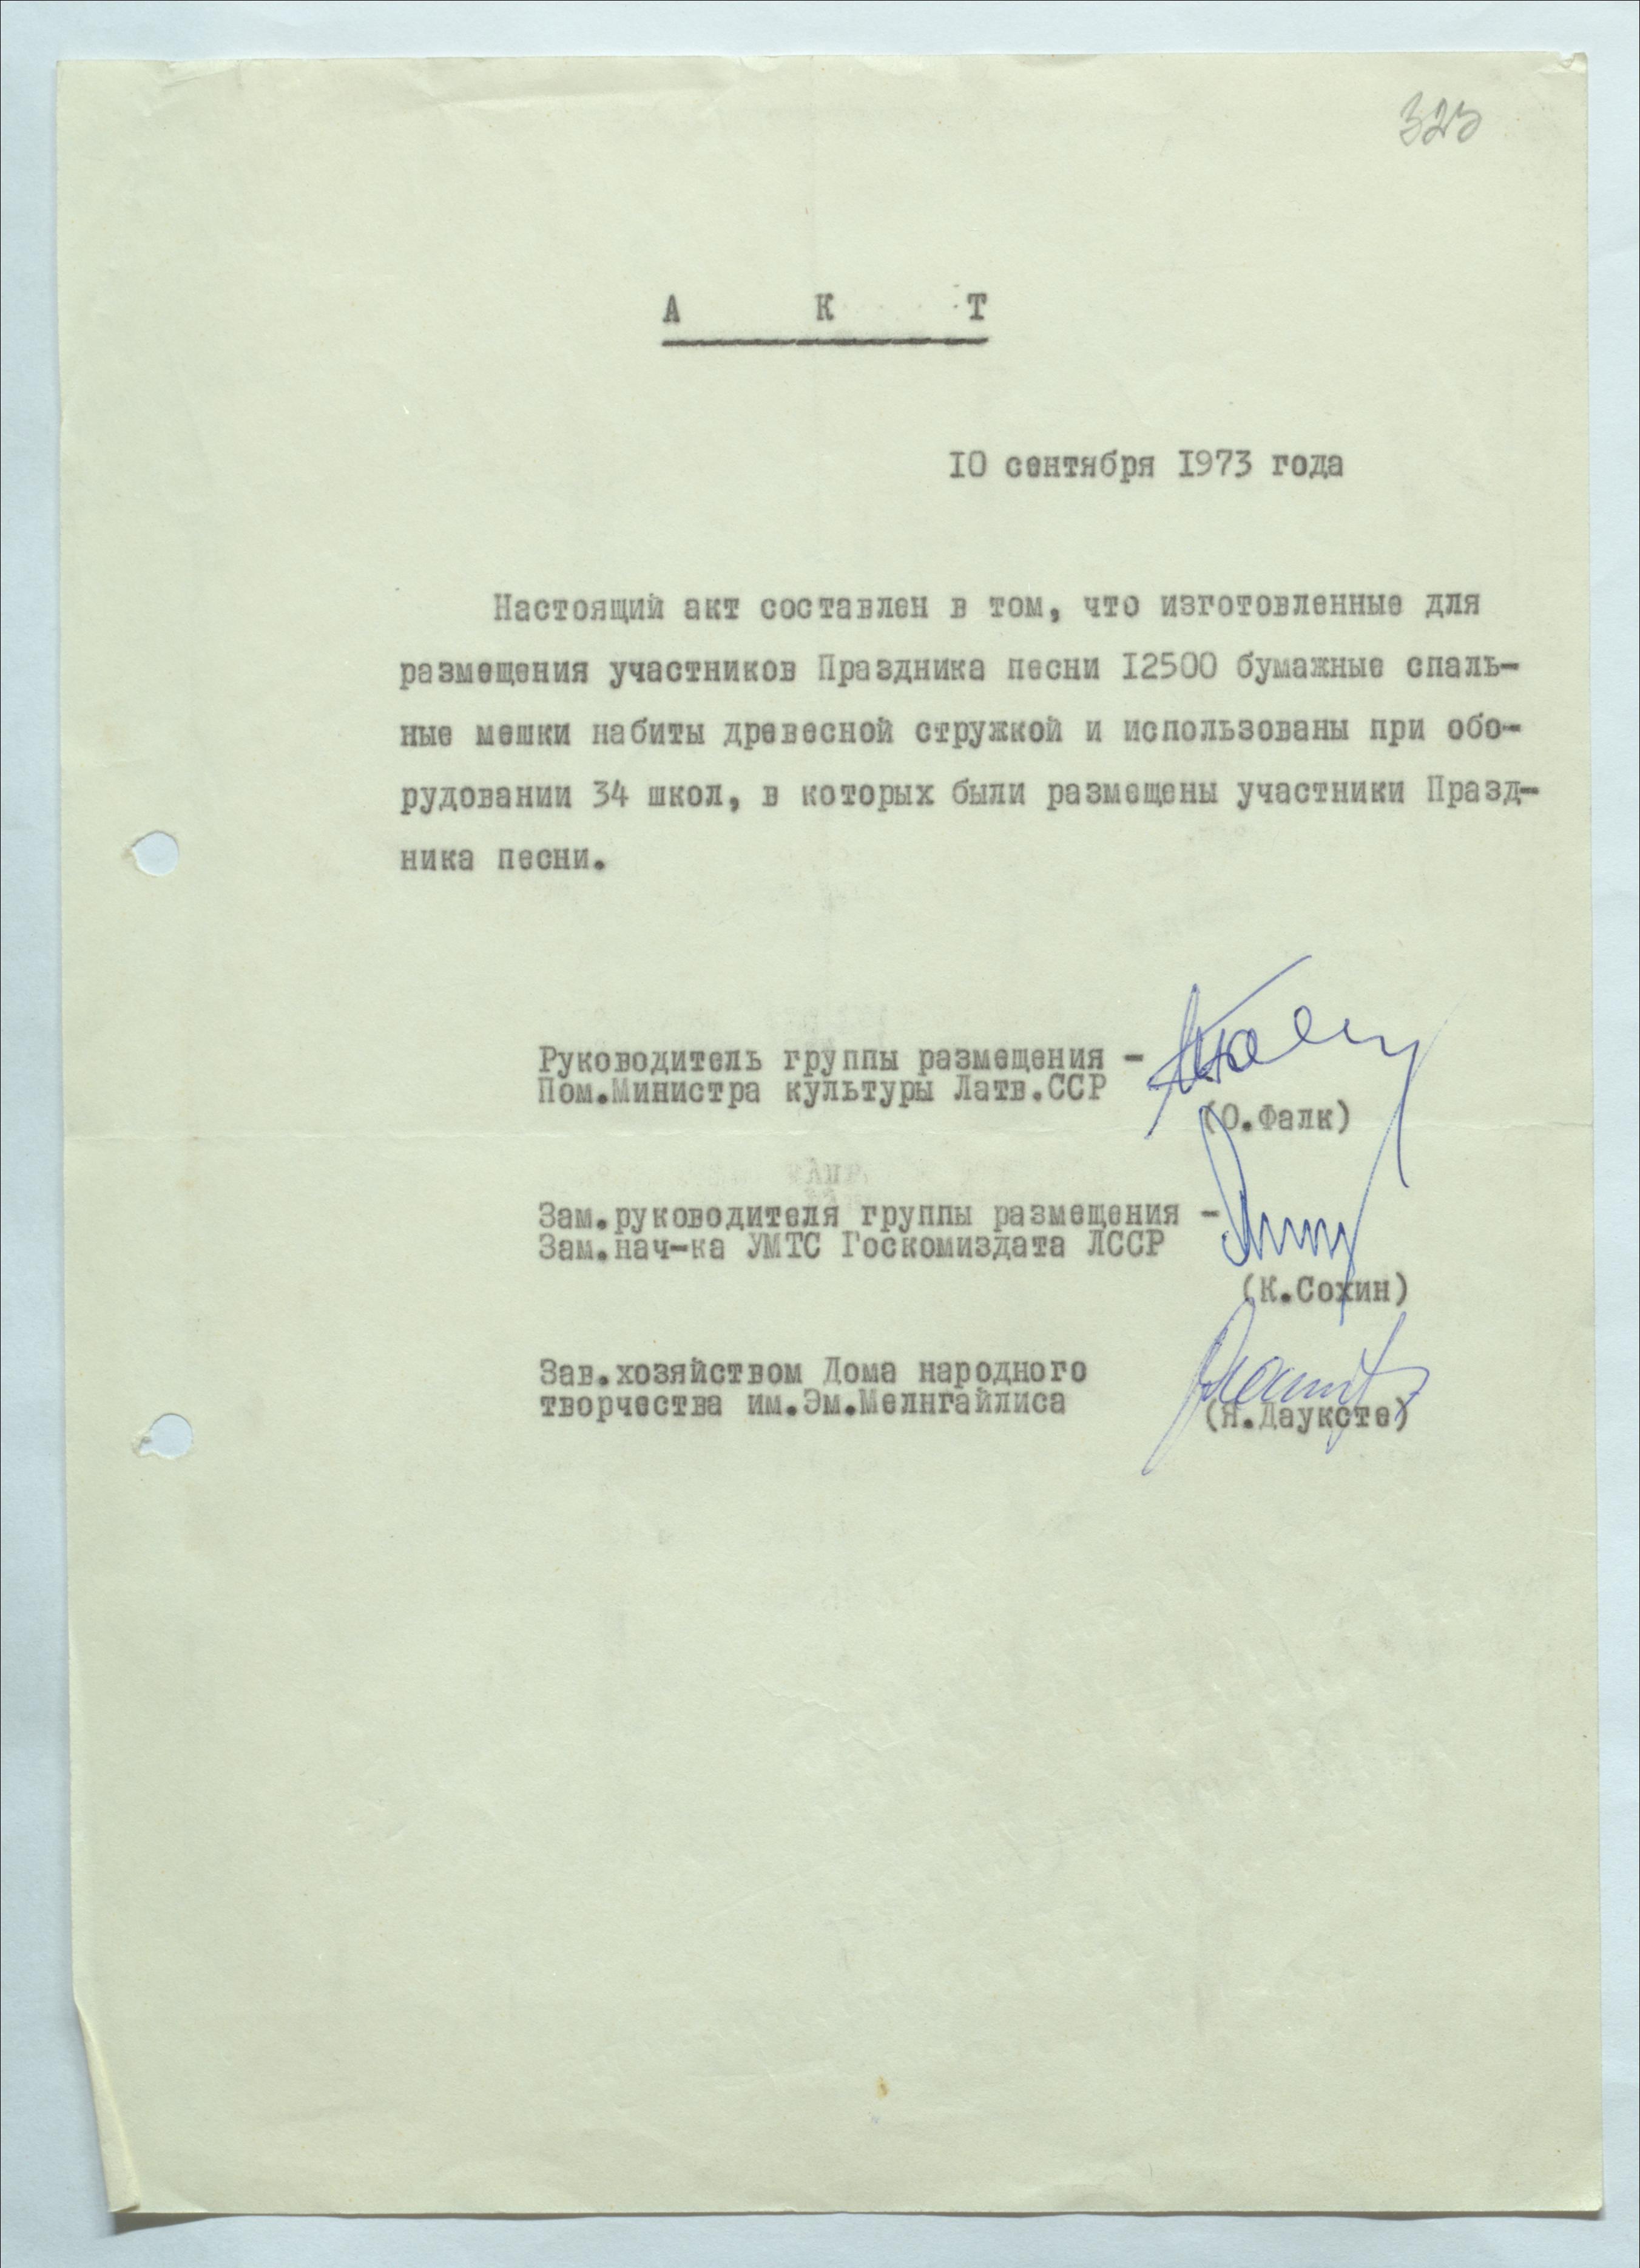 323
А К Т
10 сентября 1973 года
Настоящий акт составлен в том, что изготовленные для
размещения участников Праздника песни 12500 бумажные спаль-
ные мешки набиты древесной стружкой и использованы при обо-
рудовании 34 школ, в которых были размещены участники Празд-
ника песни.
Руководитель группы размещения -
Пом.Министра культуры Латв.ССР
(О.Фалк)
Зам.руководителя группы размещения -
Зам.нач-ка УМТС Госкомиздата ЛССР
(К.Сохин)
Зав.хозяйством Дома народного
творчества им.Эм.Мелнгайлиса
(Я.Дауксте)